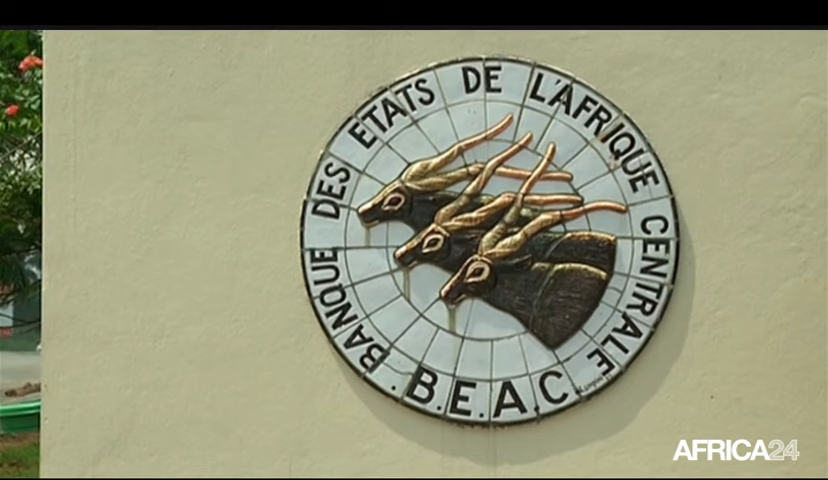 BANQUE DES ETATS DE L'AFRIQUE CENTRALE
. B.E.A.C
AFRICA24